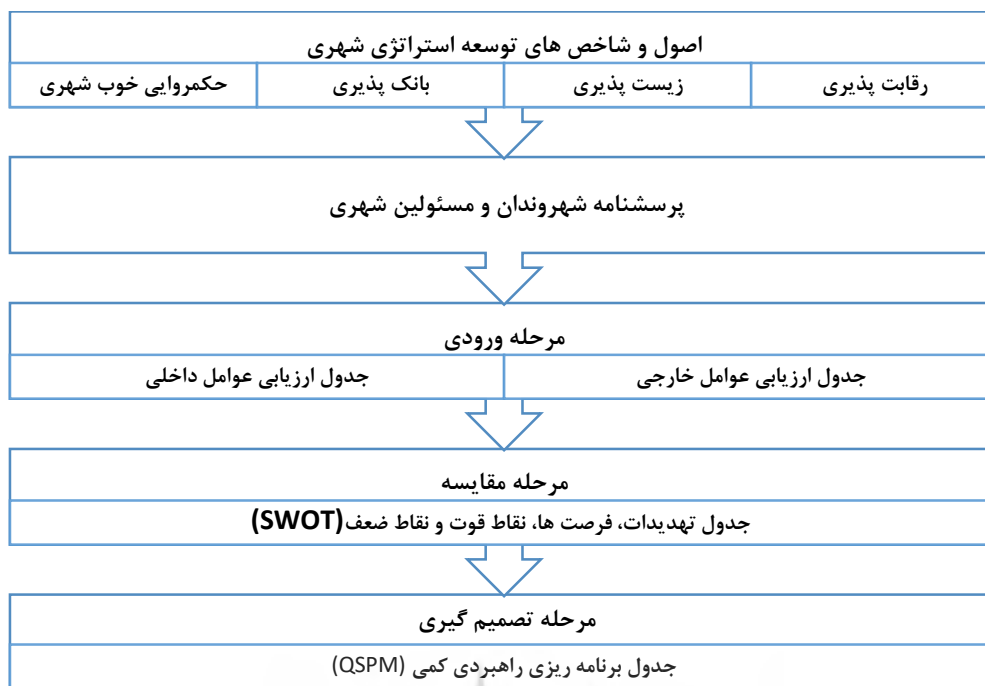 اصول و شاخص های توسعه استراتژی شهری
رقابت پذیری
زیست پذیری
بانک پذیری
حکمروایی خوب شهری
پرسشنامه شهروندان و مسئولین شهری
مرحله ورودی
جدول ارزیابی عوامل خارجی
جدول ارزیابی عوامل داخلی
مرحله مقایسه
جدول تهدیدات، فرصت ها، نقاط قوت و نقاط ضعف(SWOT)
مرحله تصمیم گیری
جدول برنامه ریزی راهبردی کمی (QSPM)